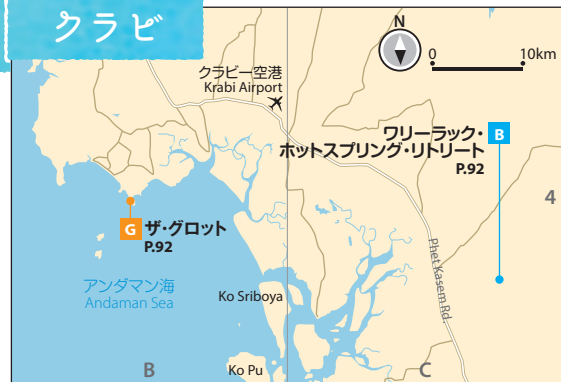 クラビ
N
0 10km
クラビー空港
Krabi Airport
ワリーラック・
ホットスプリング・リトリート
P.92
B
4
G ザ・グロット
P.92
Phet Kasem Rd.
アンダマン海
Andaman Sea
Ko Sriboya
Ko Pu
B
C